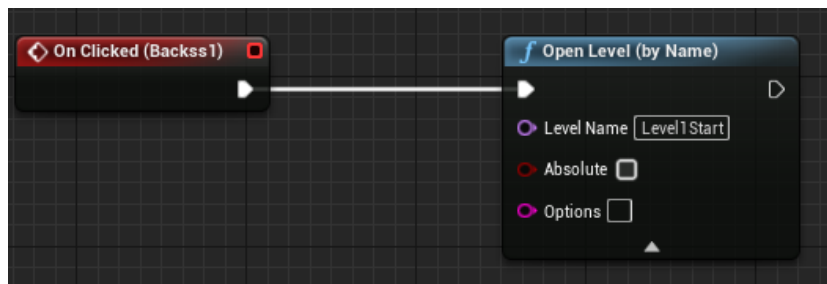 On Clicked (Backss1)
f Open Level (by Name)
Level Name Level1Start
Absolute
Options